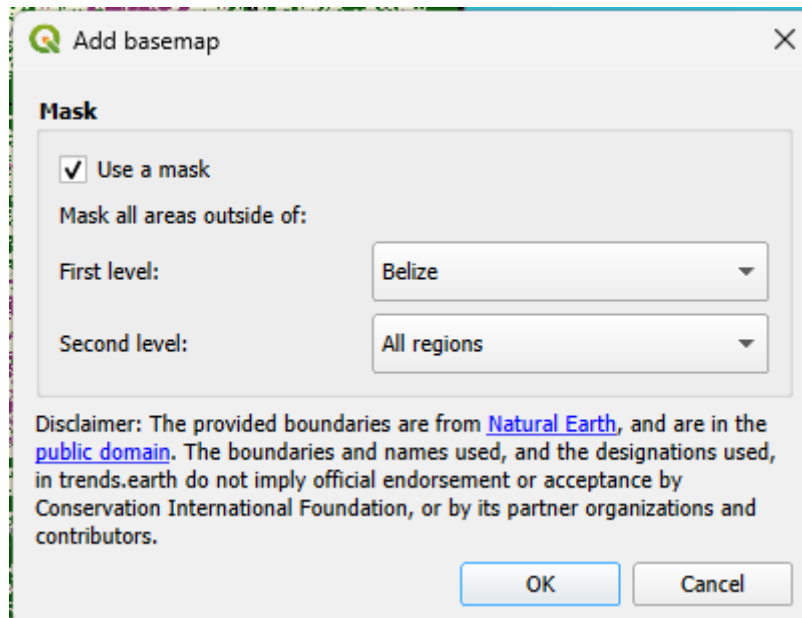 Add basemap
Mask
Use a mask
Mask all areas outside of:
First level: Belize
Second level: All regions
Disclaimer: The provided boundaries are from Natural Earth, and are in the
public domain. The boundaries and names used, and the designations used,
in trends.earth do not imply official endorsement or acceptance by
Conservation International Foundation, or by its partner organizations and
contributors.
OK Cancel